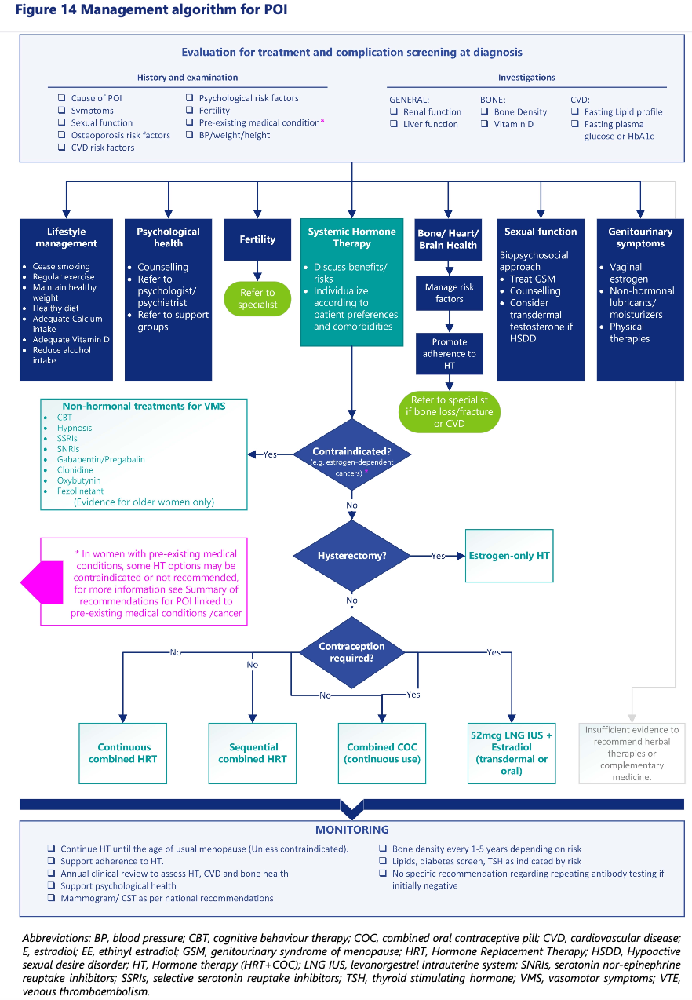 Figure 14 Management algorithm for POI
Evaluation for treatment and complication screening at diagnosis
History and examination
❑ Cause of POI
❑ Symptoms
❑ Sexual function
❑ Osteoporosis risk factors
❑ CVD risk factors
❑ Psychological risk factors
❑ Fertility
❑ Pre-existing medical condition*
❑ BP/weight/height
Investigations
GENERAL:
❑ Renal function
❑ Liver function
BONE:
❑ Bone Density
❑ Vitamin D
CVD:
❑ Fasting Lipid profile
❑ Fasting plasma
glucose or HbA1c
Lifestyle
management
• Cease smoking
• Regular exercise
• Maintain healthy
weight
• Healthy diet
• Adequate Calcium
intake
• Adequate Vitamin D
• Reduce alcohol
intake
Psychological
health
• Counselling
• Refer to
psychologist/
psychiatrist
• Refer to support
groups
Fertility
Refer to
specialist
Systemic Hormone
Therapy
• Discuss benefits/
risks
• Individualize
according to
patient preferences
and comorbidities
Bone/ Heart/
Brain Health
Manage risk
factors
Promote
adherence to
HT
Refer to specialist
if bone loss/fracture
or CVD
Sexual function
Biopsychosocial
approach
• Treat GSM
• Counselling
• Consider
transdermal
testosterone if
HSDD
Genitourinary
symptoms
• Vaginal
estrogen
• Non-hormonal
lubricants/
moisturizers
• Physical
therapies
Non-hormonal treatments for VMS
• CBT
• Hypnosis
• SSRIs
• SNRIs
• Gabapentin/Pregabalin
• Clonidine
• Oxybutynin
• Fezolinetant
(Evidence for older women only)
Yes
Contraindicated?
(e.g. estrogen-dependent
cancers) *
No
Hysterectomy?
Yes
Estrogen-only HT
No
* In women with pre-existing medical
conditions, some HT options may be
contraindicated or not recommended,
for more information see Summary of
recommendations for POI linked to
pre-existing medical conditions /cancer
Contraception
required?
No
No
No
Yes
Yes
Continuous
combined HRT
Sequential
combined HRT
Combined COC
(continuous use)
52mcg LNG IUS +
Estradiol
(transdermal or
oral)
Insufficient evidence to
recommend herbal
therapies or
complementary
medicine.
MONITORING
❑ Continue HT until the age of usual menopause (Unless contraindicated).
❑ Support adherence to HT.
❑ Annual clinical review to assess HT, CVD and bone health
❑ Support psychological health
❑ Mammogram/ CST as per national recommendations
❑ Bone density every 1-5 years depending on risk
❑ Lipids, diabetes screen, TSH as indicated by risk
❑ No specific recommendation regarding repeating antibody testing if
initially negative
Abbreviations: BP, blood pressure; CBT, cognitive behaviour therapy; COC, combined oral contraceptive pill; CVD, cardiovascular disease;
E, estradiol; EE, ethinyl estradiol; GSM, genitourinary syndrome of menopause; HRT, Hormone Replacement Therapy; HSDD, Hypoactive
sexual desire disorder; HT, Hormone therapy (HRT+COC); LNG IUS, levonorgestrel intrauterine system; SNRIs, serotonin nor-epinephrine
reuptake inhibitors; SSRIs, selective serotonin reuptake inhibitors; TSH, thyroid stimulating hormone; VMS, vasomotor symptoms; VTE,
venous thromboembolism.